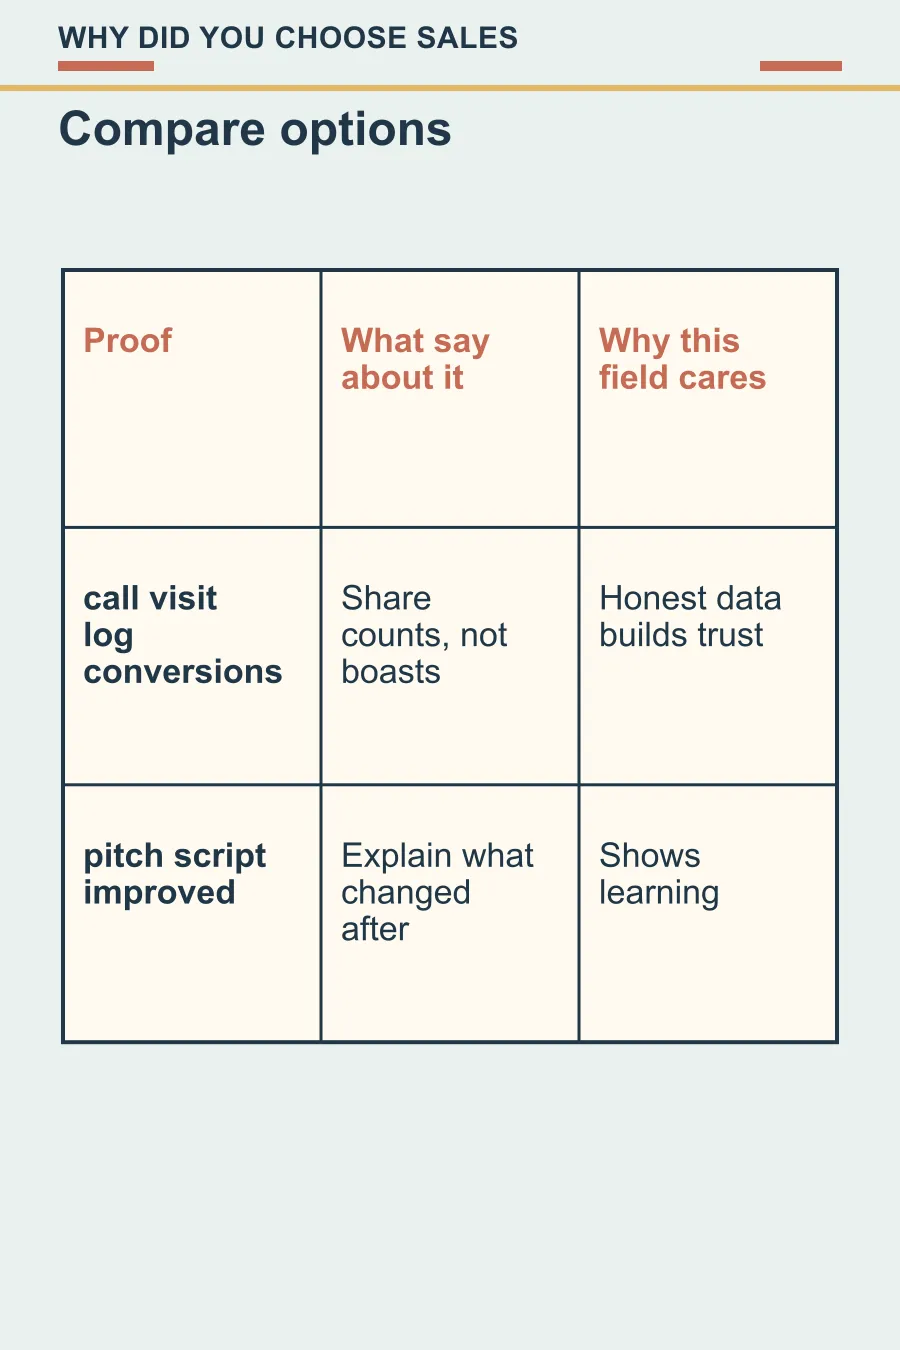 WHY DID YOU CHOOSE SALES
Compare options
Proof
What say
about it
Why this
field cares
call visit
log
conversions
Share
counts, not
boasts
Honest data
builds trust
pitch script
improved
Explain what
changed
after
Shows
learning